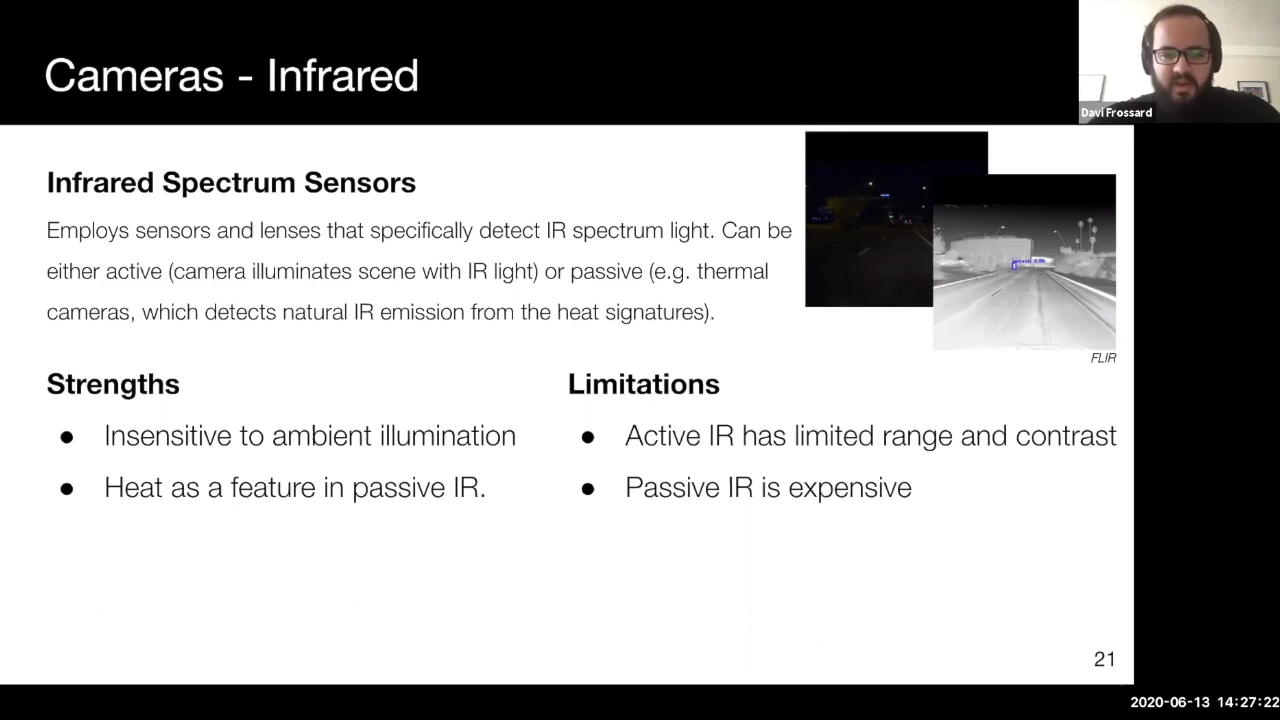 Cameras - Infrared
Davi Frossard
Infrared Spectrum Sensors
Employs sensors and lenses that specifically detect IR spectrum light. Can be
either active (camera illuminates scene with IR light) or passive (e.g. thermal
cameras, which detects natural IR emission from the heat signatures).
FLIR
Strengths
● Insensitive to ambient illumination
● Heat as a feature in passive IR.
Limitations
● Active IR has limited range and contrast
● Passive IR is expensive
21
2020-06-13 14:27:22